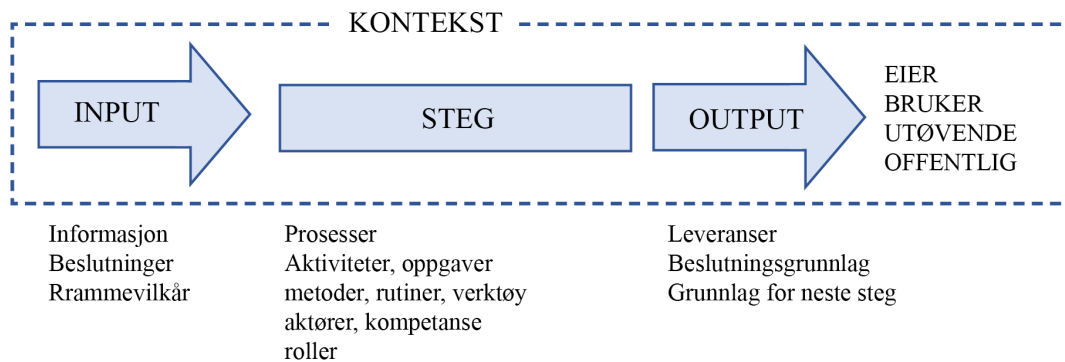 KONTEKST
INPUT
STEG
OUTPUT
EIER
BRUKER
UTØVENDE
OFFENTLIG
Informasjon
Beslutninger
Rrammevilkår
Prosesser
Aktiviteter, oppgaver
metoder, rutiner, verktøy
aktører, kompetanse
roller
Leveranser
Beslutningsgrunnlag
Grunnlag for neste steg